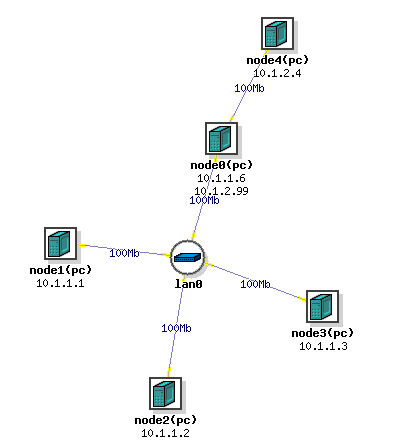 node4(pc)
10.1.2.4
100Mb
node0(pc)
10.1.1.6
10.1.2.99
100Mb
node1(pc)
10.1.1.1
100Mb
lan0
100Mb
node3(pc)
10.1.1.3
100Mb
node2(pc)
10.1.1.2